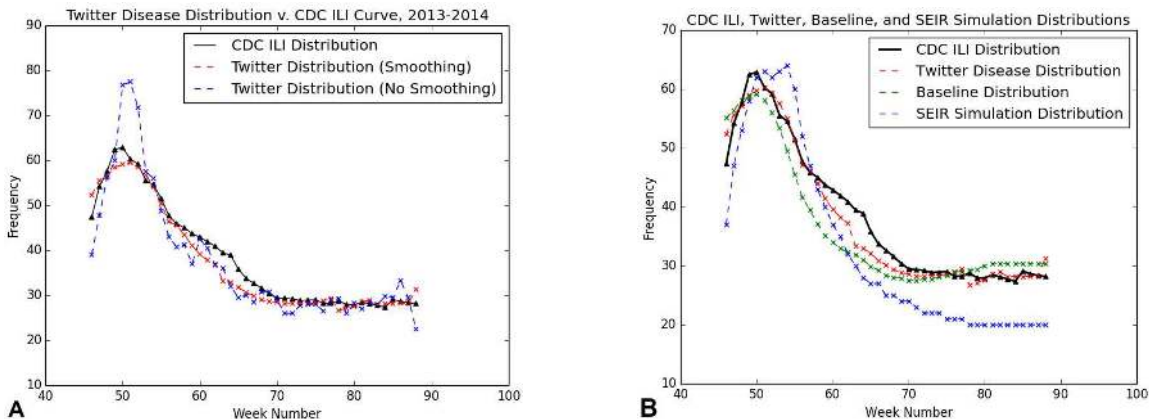 Twitter Disease Distribution v. CDC ILI Curve, 2013-2014
90
80
70
60
50
40
30
20
10
Frequency
CDC ILI Distribution
Twitter Distribution (Smoothing)
Twitter Distribution (No Smoothing)
40 50 60 70 80 90 100
Week Number
A
CDC ILI, Twitter, Baseline, and SEIR Simulation Distributions
70
60
50
40
30
20
10
Frequency
CDC ILI Distribution
Twitter Disease Distribution
Baseline Distribution
SEIR Simulation Distributions
40 50 60 70 80 90 100
Week Number
B